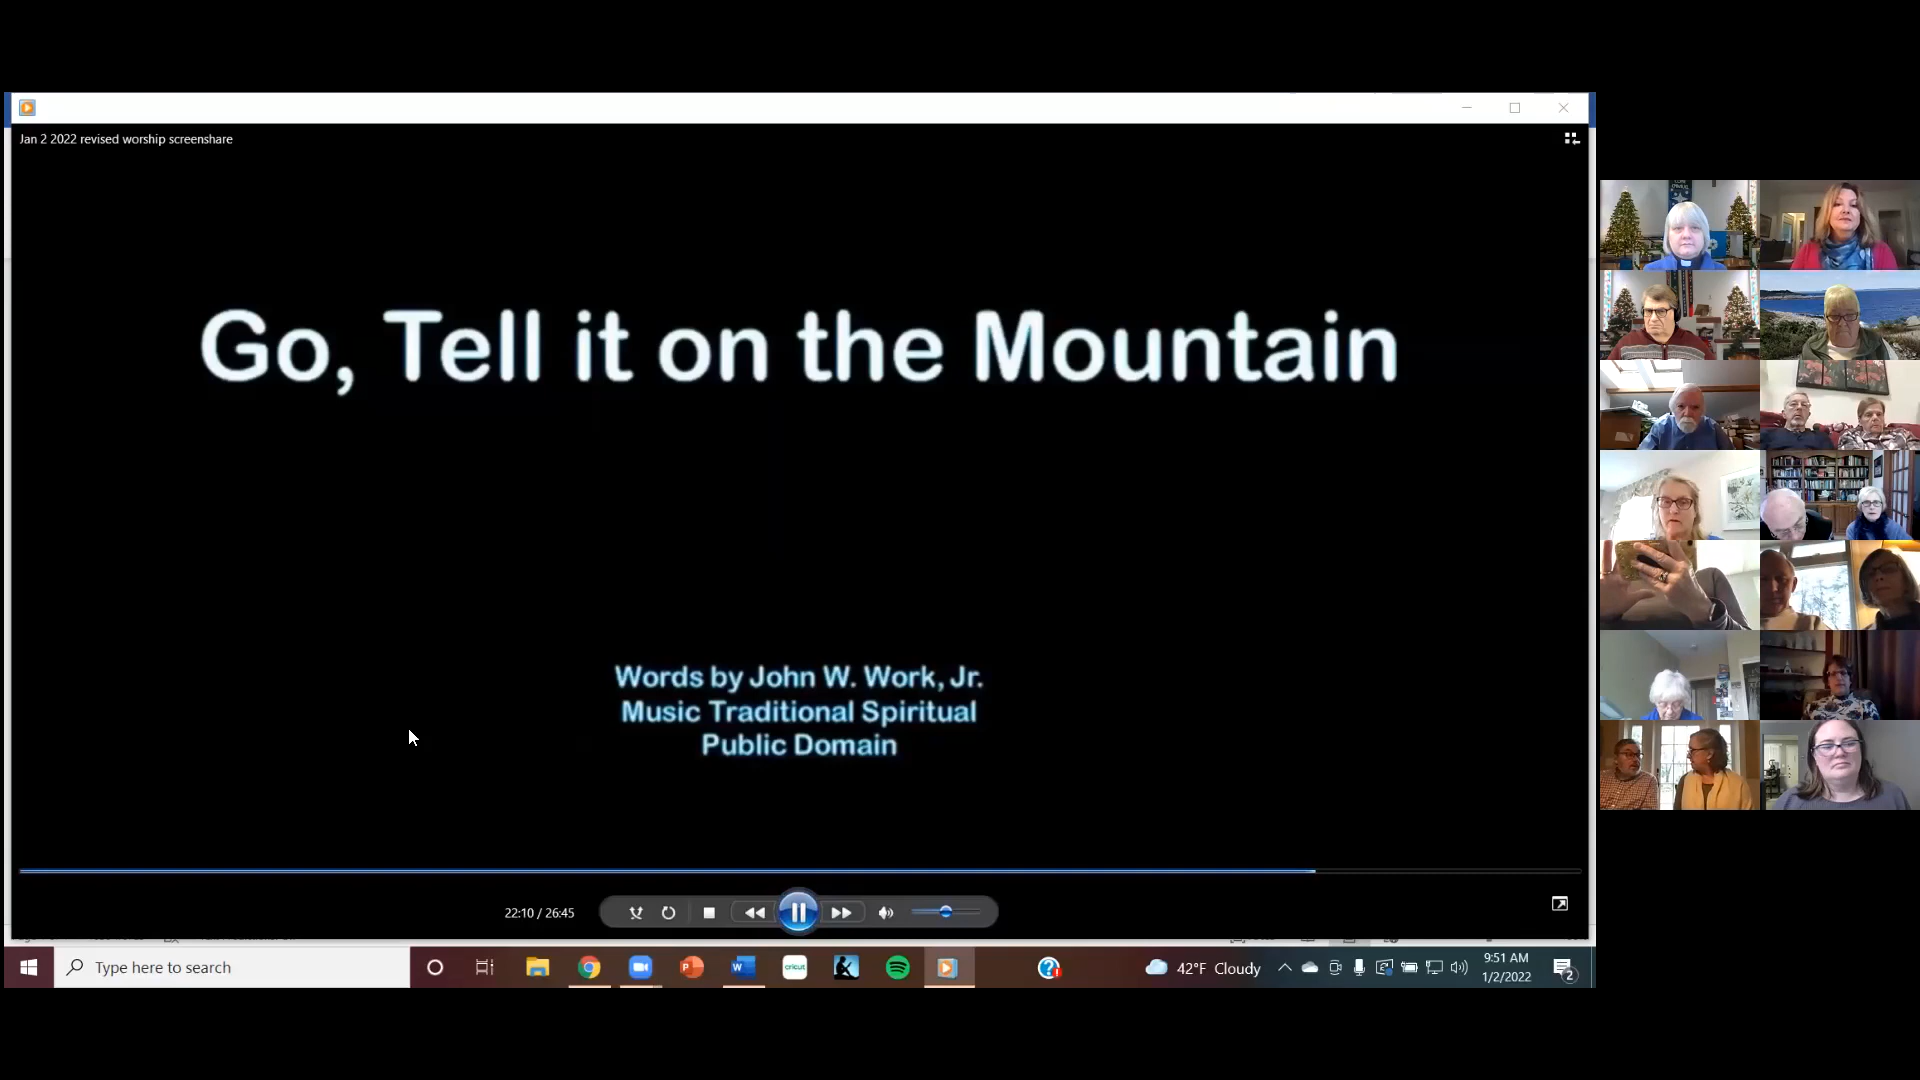 Jan 2 2022 revised worship screenshare
Go, Tell it on the Mountain
Words by John W. Work, Jr.
Music Traditional Spiritual
Public Domain
22:10 / 26:45
Type here to search
cricut
42°F Cloudy
9:51 AM
1/2/2022
2